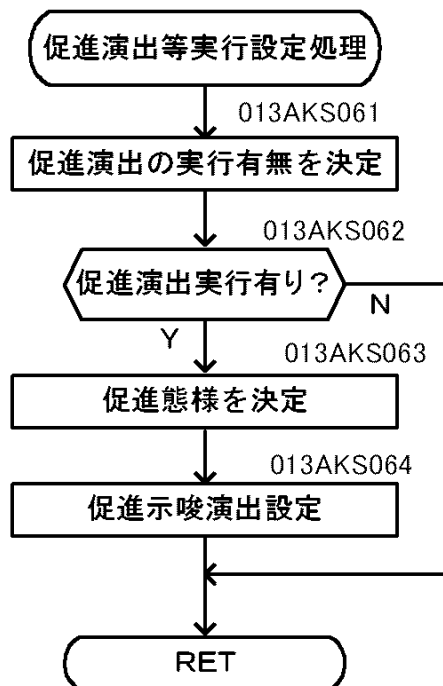 促進演出等実行設定処理
013AKS061
促進演出の実行有無を決定
013AKS062
促進演出実行有り?
N
Y
013AKS063
促進態様を決定
013AKS064
促進示唆演出設定
RET